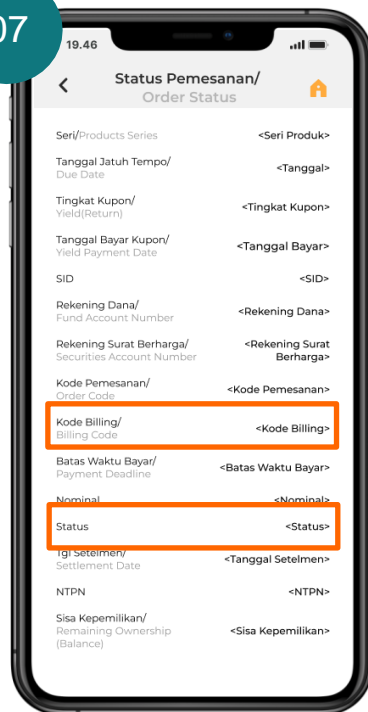 07
19.46
Status Pemesanan/
Order Status
Seri/Products Series <Seri Produk>
Tanggal Jatuh Tempo/
Due Date <Tanggal>
Tingkat Kupon/
Yield(Return) <Tingkat Kupon>
Tanggal Bayar Kupon/
Yield Payment Date <Tanggal Bayar>
SID <SID>
Rekening Dana/
Fund Account Number <Rekening Dana>
Rekening Surat Berharga/ <Rekening Surat
Securities Account Number Berharga>
Kode Pemesanan/
Order Code <Kode Pemesanan>
Kode Billing/
Billing Code <Kode Billing>
Batas Waktu Bayar/
Payment Deadline <Batas Waktu Bayar>
Nominal <Nominal>
Status <Status>
Tgl Setelmen/
Settlement Date <Tanggal Setelmen>
NTPN <NTPN>
Sisa Kepemilikan/
Remaining Ownership <Sisa Kepemilikan>
(Balance)